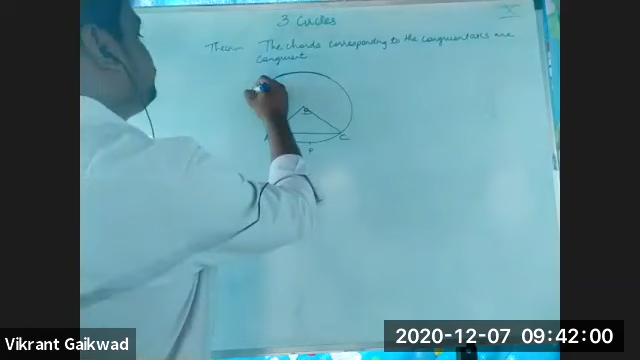 3 Circles
X
Theorem The chords corresponding to the congruent arcs are
congruent
B
C
P
Vikrant Gaikwad
2020-12-07 09:42:00